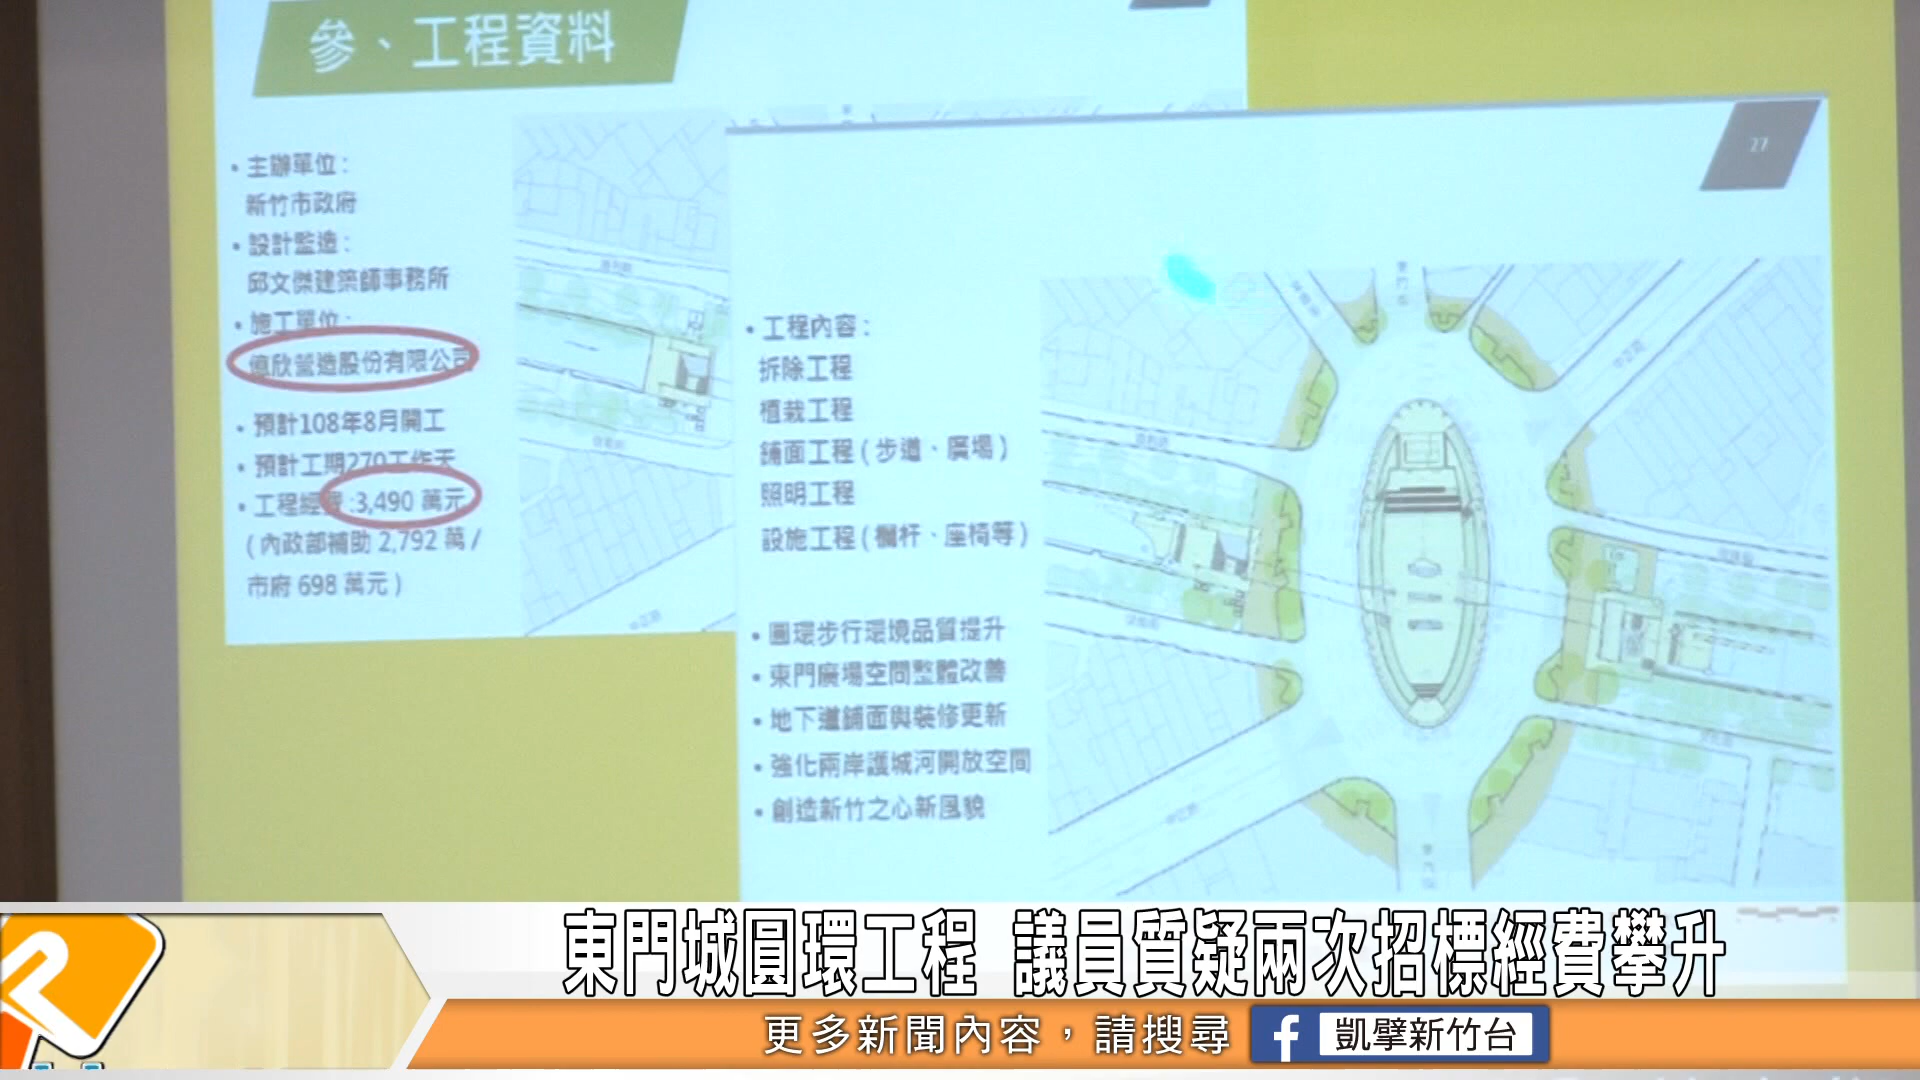 參、工程資料
27
• 主辦單位：
新竹市政府
• 設計監造：
邱文傑建築師事務所
• 施工單位：
億欣營造股份有限公司
• 預計108年8月開工
• 預計工期270工作天
• 工程經費 :3,490 萬元
( 內政部補助 2,792 萬 /
市府 698 萬元 )
• 工程內容：
拆除工程
植栽工程
鋪面工程 ( 步道、廣場 )
照明工程
設施工程 ( 欄杆、座椅等 )
• 圓環步行環境品質提升
• 東門廣場空間整體改善
• 地下道鋪面與裝修更新
• 強化兩岸護城河開放空間
• 創造新竹之心新風貌
東門城圓環工程 議員質疑兩次招標經費攀升
更多新聞內容，請搜尋 f 凱擘新竹台